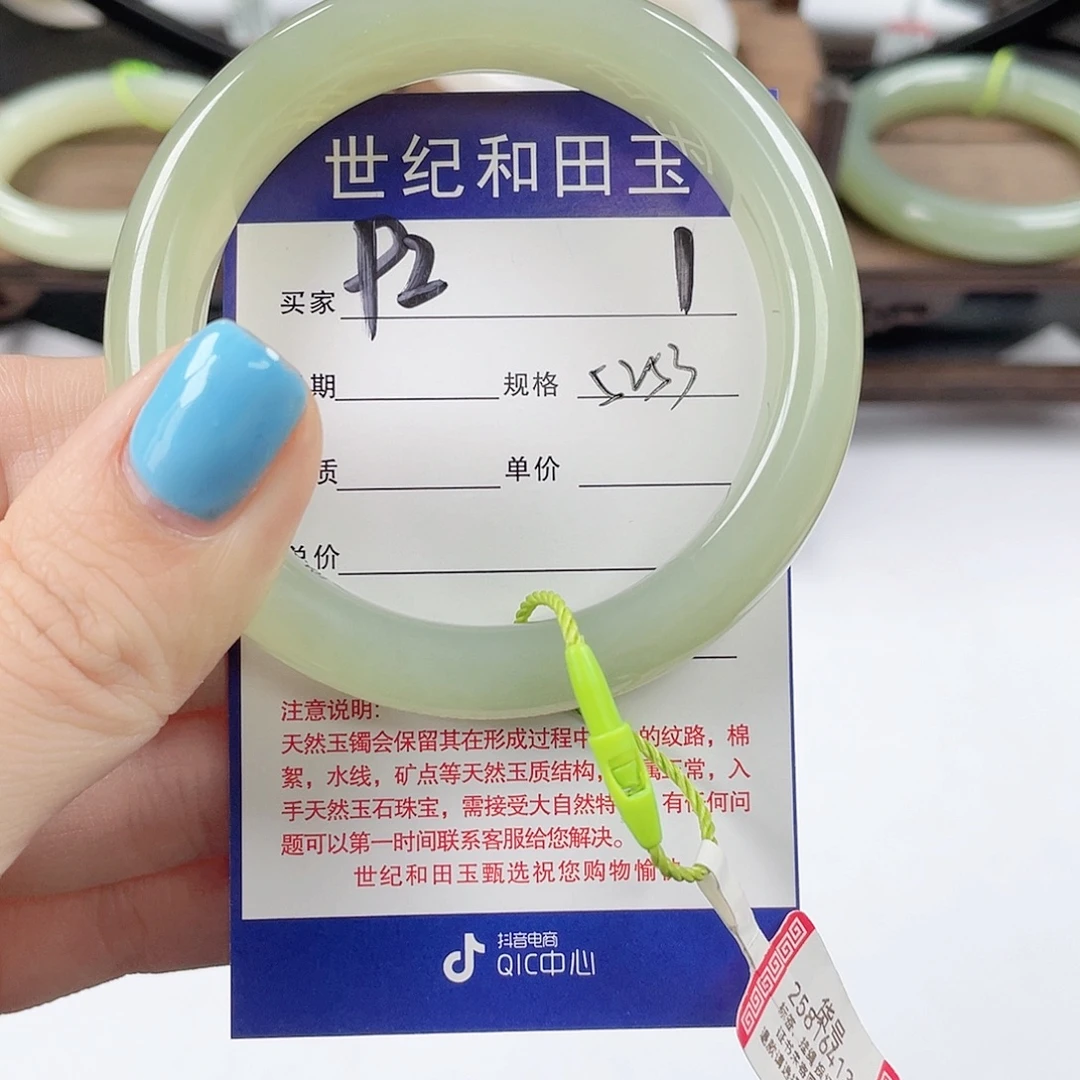 世纪和田玉
买家 P2 1
期 规格 5253
质 单价
总价
注意说明:
天然玉镯会保留其在形成过程中的纹路，棉
絮，水线，矿点等天然玉质结构，属正常，入
手天然玉石珠宝，需接受大自然特 有任何问
题可以第一时间联系客服给您解决。
世纪和田玉甄选祝您购物愉
抖音电商
QIC中心
货号